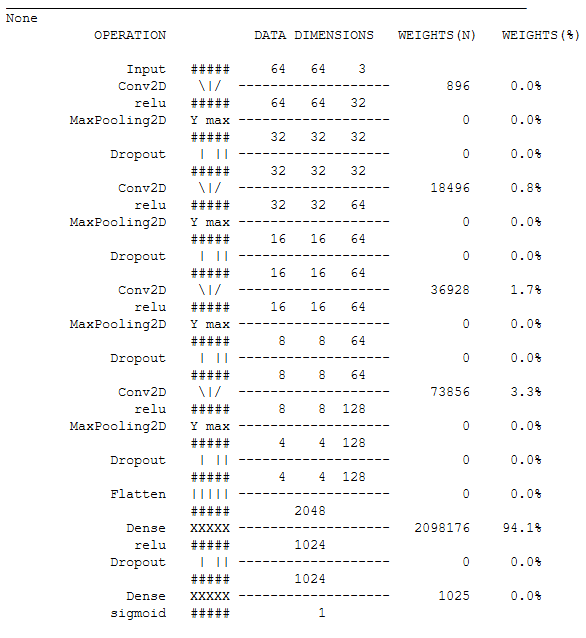 None
OPERATION DATA DIMENSIONS WEIGHTS(N) WEIGHTS(%)
Input ##### 64 64 3
Conv2D \|/ ------------------- 896 0.0%
relu ##### 64 64 32
MaxPooling2D Y max ------------------- 0 0.0%
##### 32 32 32
Dropout | || ------------------- 0 0.0%
##### 32 32 32
Conv2D \|/ ------------------- 18496 0.8%
relu ##### 32 32 64
MaxPooling2D Y max ------------------- 0 0.0%
##### 16 16 64
Dropout | || ------------------- 0 0.0%
##### 16 16 64
Conv2D \|/ ------------------- 36928 1.7%
relu ##### 16 16 64
MaxPooling2D Y max ------------------- 0 0.0%
##### 8 8 64
Dropout | || ------------------- 0 0.0%
##### 8 8 64
Conv2D \|/ ------------------- 73856 3.3%
relu ##### 8 8 128
MaxPooling2D Y max ------------------- 0 0.0%
##### 4 4 128
Dropout | || ------------------- 0 0.0%
##### 4 4 128
Flatten ||||| ------------------- 0 0.0%
##### 2048
Dense XXXXX ------------------- 2098176 94.1%
relu ##### 1024
Dropout | || ------------------- 0 0.0%
##### 1024
Dense XXXXX ------------------- 1025 0.0%
sigmoid ##### 1